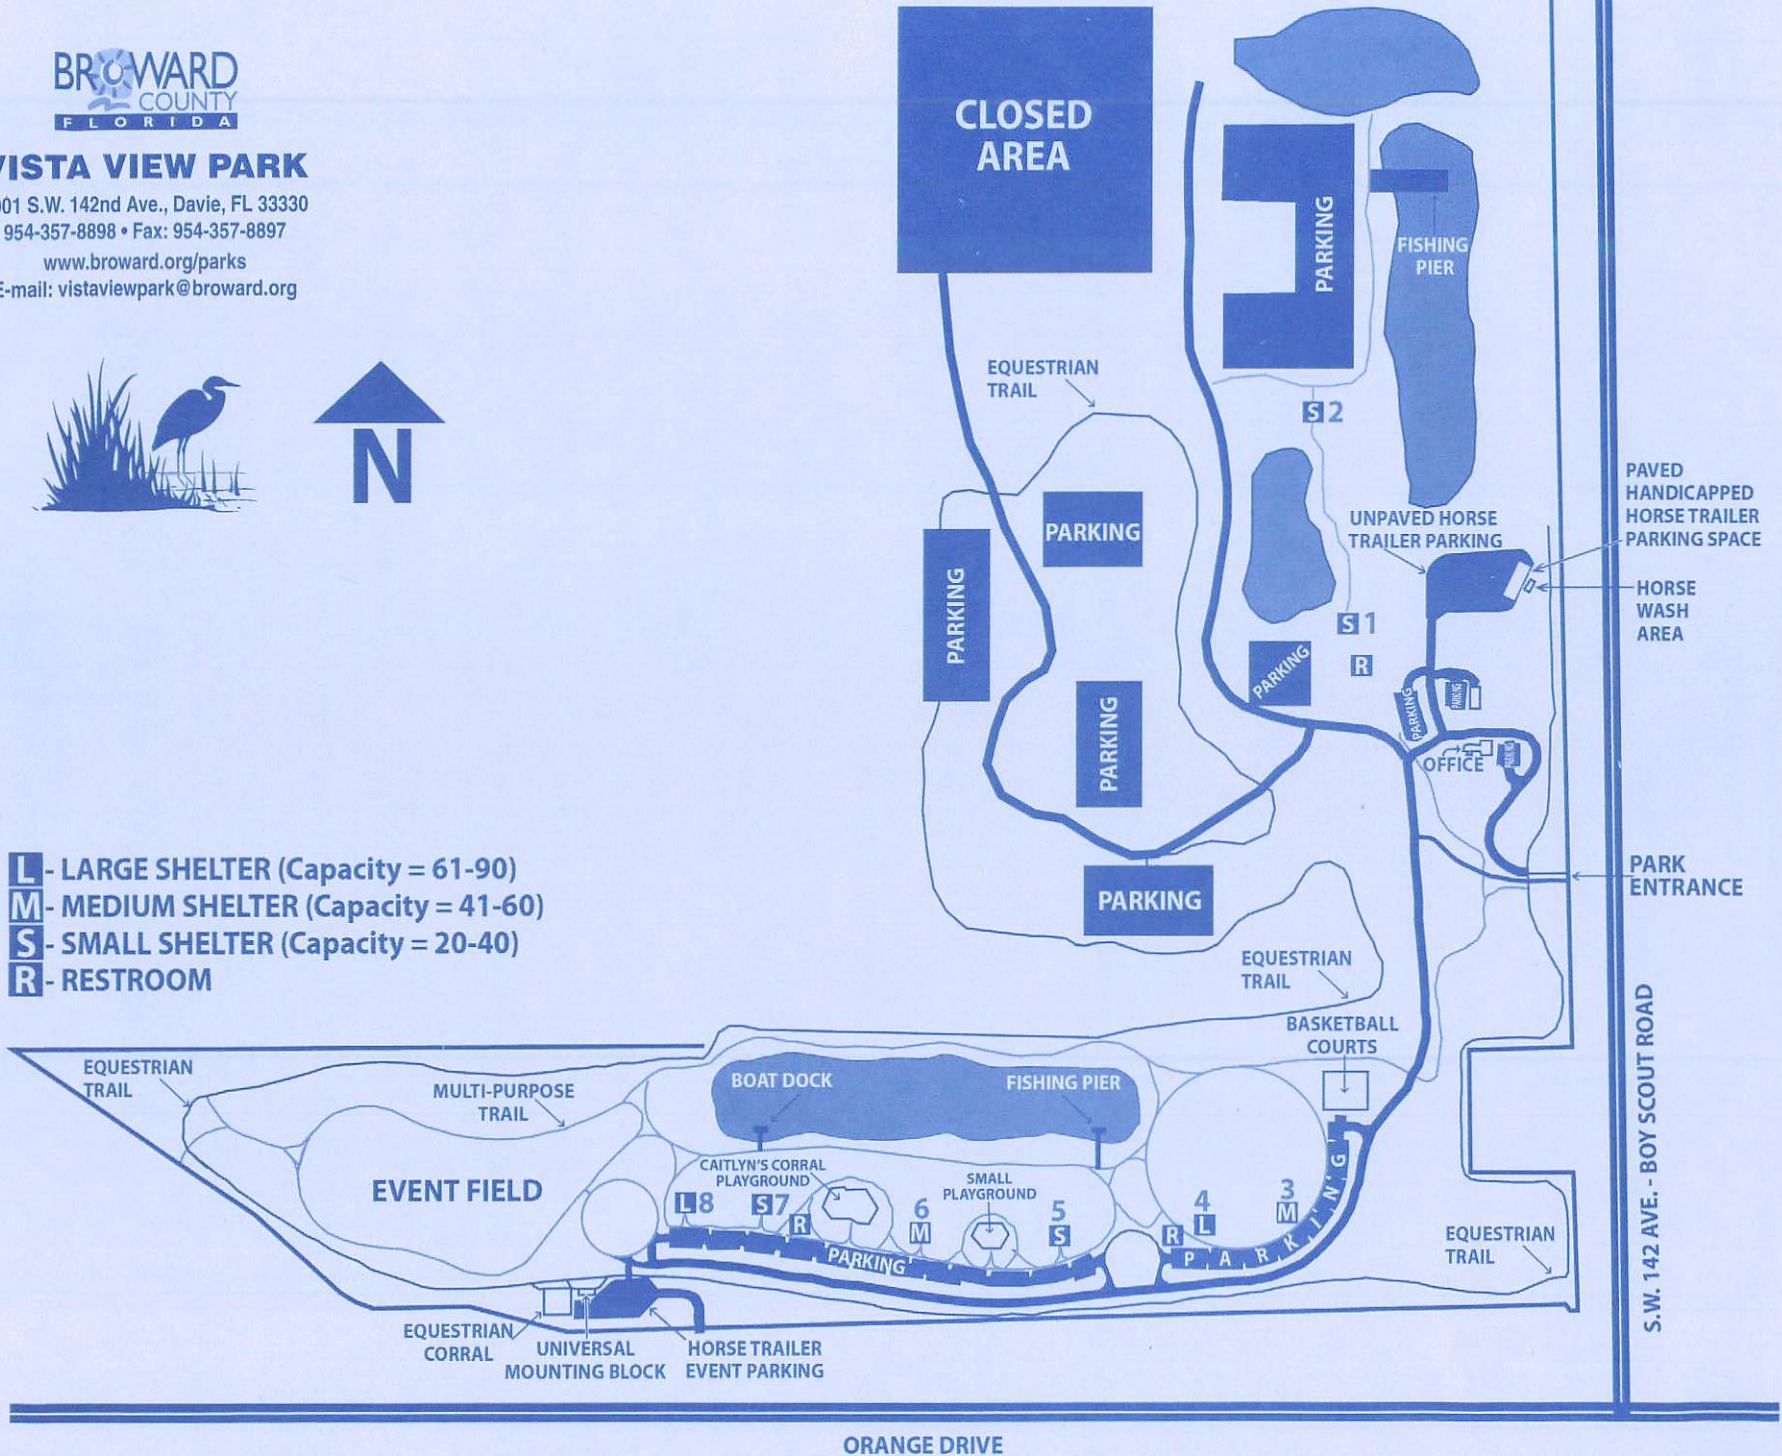 BROWARD
COUNTY
FLORIDA
VISTA VIEW PARK
001 S.W. 142nd Ave., Davie, FL 33330
954-357-8898 • Fax: 954-357-8897
www.broward.org/parks
E-mail: vistaviewpark@broward.org
N
L - LARGE SHELTER (Capacity = 61-90)
M - MEDIUM SHELTER (Capacity = 41-60)
S - SMALL SHELTER (Capacity = 20-40)
R - RESTROOM
CLOSED
AREA
PARKING
FISHING
PIER
EQUESTRIAN
TRAIL
S 2
PARKING
PARKING
PARKING
PARKING
UNPAVED HORSE
TRAILER PARKING
PAVED
HANDICAPPED
HORSE TRAILER
PARKING SPACE
HORSE
WASH
AREA
S 1
R
PARKING
PARKING
PARKING
OFFICE
PARKING
PARK
ENTRANCE
EQUESTRIAN
TRAIL
BASKETBALL
COURTS
EQUESTRIAN
TRAIL
MULTI-PURPOSE
TRAIL
BOAT DOCK
FISHING PIER
EVENT FIELD
CAITLYN'S CORRAL
PLAYGROUND
SMALL
PLAYGROUND
L 8
S 7
R
6
M
5
S
R
4
L
3
M
PARKING
PARKING
EQUESTRIAN
TRAIL
EQUESTRIAN
CORRAL
UNIVERSAL
MOUNTING BLOCK
HORSE TRAILER
EVENT PARKING
S.W. 142 AVE. - BOY SCOUT ROAD
ORANGE DRIVE